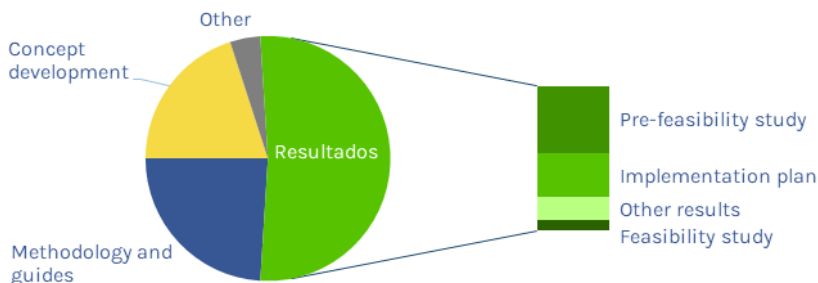 Other
Concept
development
Resultados
Methodology and
guides
Pre-feasibility study
Implementation plan
Other results
Feasibility study